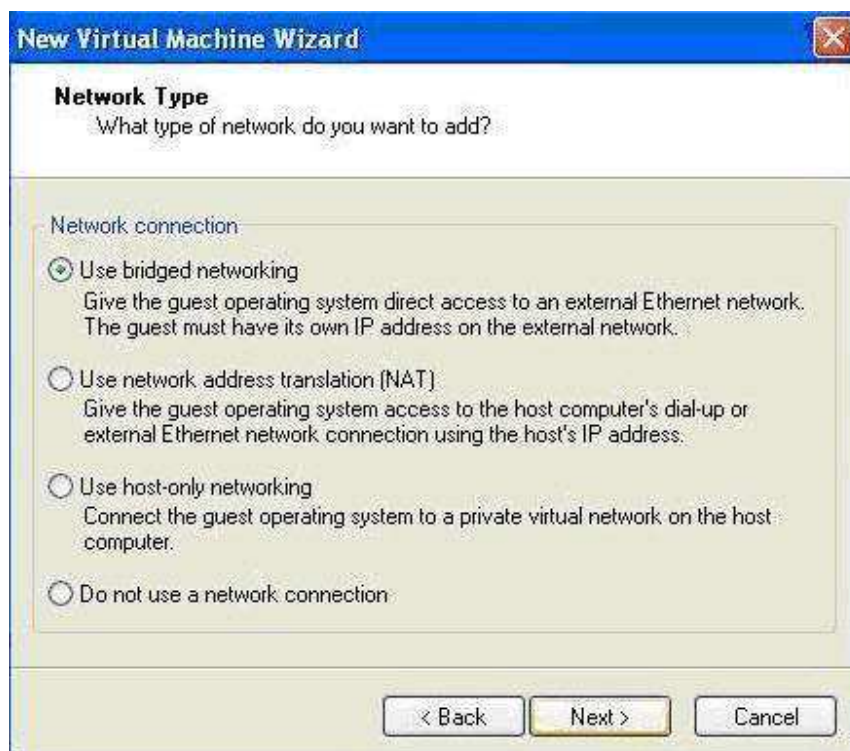 New Virtual Machine Wizard
Network Type
What type of network do you want to add?
Network connection
Use bridged networking
Give the guest operating system direct access to an external Ethernet network.
The guest must have its own IP address on the external network.
Use network address translation (NAT)
Give the guest operating system access to the host computer's dial-up or
external Ethernet network connection using the host's IP address.
Use host-only networking
Connect the guest operating system to a private virtual network on the host
computer.
Do not use a network connection
< Back
Next >
Cancel